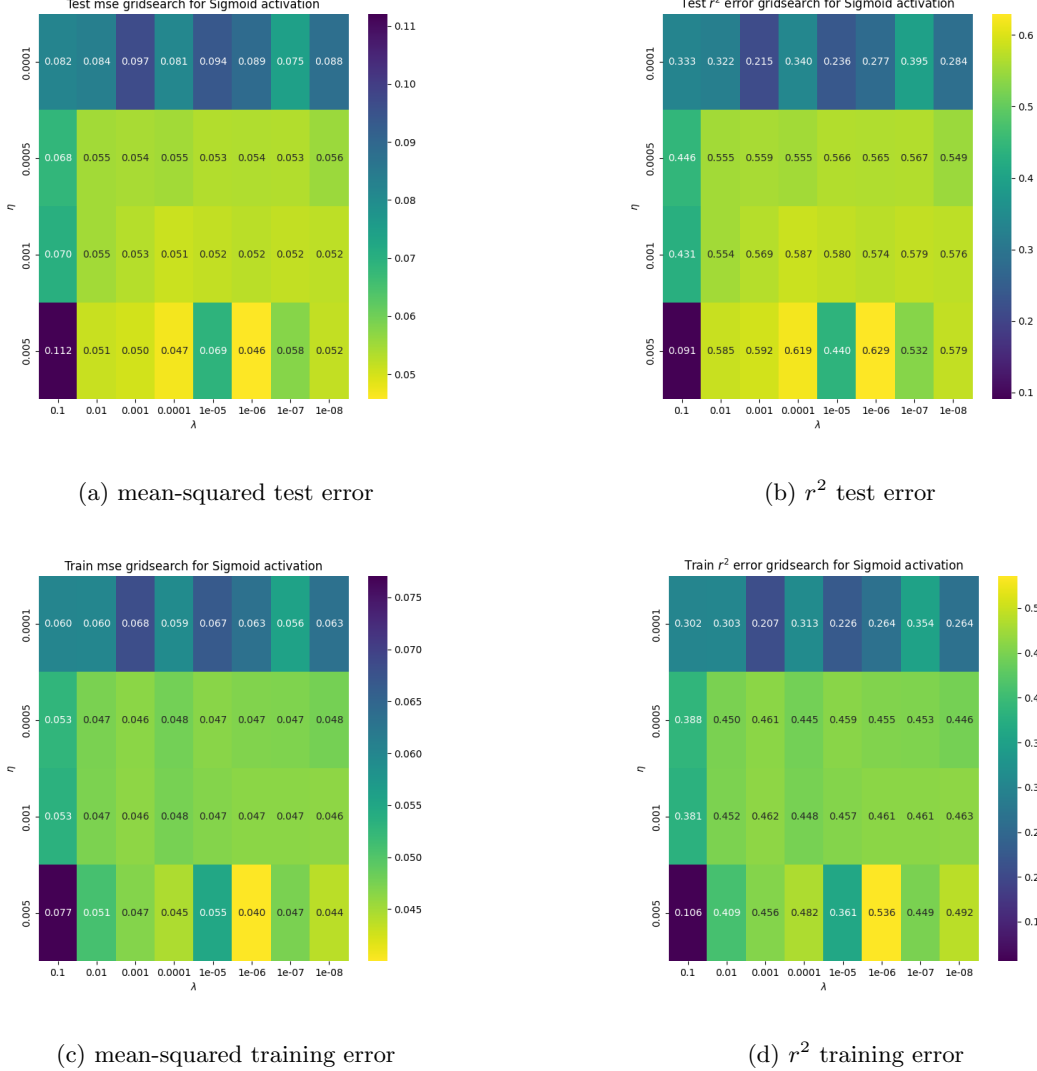 Test mse gridsearch for Sigmoid activation
0.0001 0.082 0.084 0.097 0.081 0.094 0.089 0.075 0.088
0.0005 0.068 0.055 0.054 0.055 0.053 0.054 0.053 0.056
η
0.001 0.070 0.055 0.053 0.051 0.052 0.052 0.052 0.052
0.005 0.112 0.051 0.050 0.047 0.069 0.046 0.058 0.052
0.1 0.01 0.001 0.0001 1e-05 1e-06 1e-07 1e-08
λ
0.11
0.10
0.09
0.08
0.07
0.06
0.05
(a) mean-squared test error
Test r² error gridsearch for Sigmoid activation
0.0001 0.333 0.322 0.215 0.340 0.236 0.277 0.395 0.284
0.0005 0.446 0.555 0.559 0.555 0.566 0.565 0.567 0.549
η
0.001 0.431 0.554 0.569 0.587 0.580 0.574 0.579 0.576
0.005 0.091 0.585 0.592 0.619 0.440 0.629 0.532 0.579
0.1 0.01 0.001 0.0001 1e-05 1e-06 1e-07 1e-08
λ
0.6
0.5
0.4
0.3
0.2
0.1
(b) r² test error
Train mse gridsearch for Sigmoid activation
0.0001 0.060 0.060 0.068 0.059 0.067 0.063 0.056 0.063
0.0005 0.053 0.047 0.046 0.048 0.047 0.047 0.047 0.048
η
0.001 0.053 0.047 0.046 0.048 0.047 0.047 0.047 0.046
0.005 0.077 0.051 0.047 0.045 0.055 0.040 0.047 0.044
0.1 0.01 0.001 0.0001 1e-05 1e-06 1e-07 1e-08
λ
0.075
0.070
0.065
0.060
0.055
0.050
0.045
(c) mean-squared training error
Train r² error gridsearch for Sigmoid activation
0.0001 0.302 0.303 0.207 0.313 0.226 0.264 0.354 0.264
0.0005 0.388 0.450 0.461 0.445 0.459 0.455 0.453 0.446
η
0.001 0.381 0.452 0.462 0.448 0.457 0.461 0.461 0.463
0.005 0.106 0.409 0.456 0.482 0.361 0.536 0.449 0.492
0.1 0.01 0.001 0.0001 1e-05 1e-06 1e-07 1e-08
λ
(d) r² training error